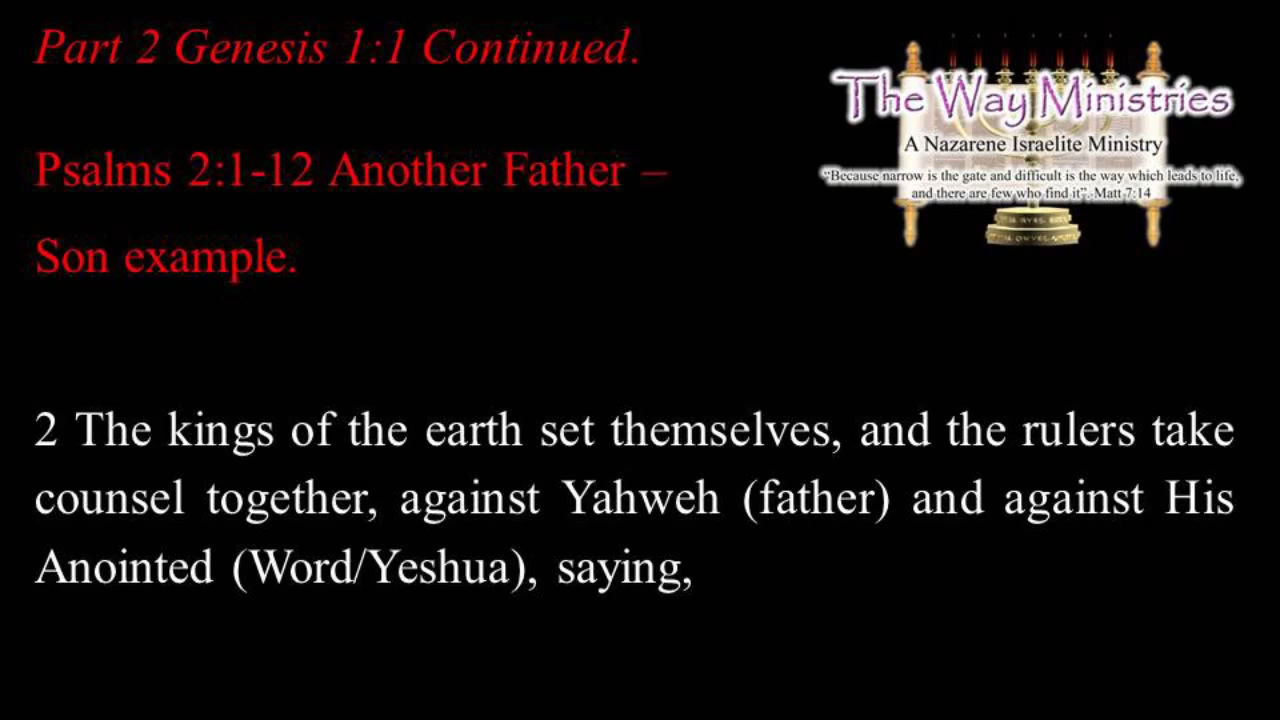 Part 2 Genesis 1:1 Continued.
The Way Ministries
A Nazarene Israelite Ministry
“Because narrow is the gate and difficult is the way which leads to life,
and there are few who find it”. Matt 7:14
Psalms 2:1-12 Another Father –
Son example.
2 The kings of the earth set themselves, and the rulers take
counsel together, against Yahweh (father) and against His
Anointed (Word/Yeshua), saying,